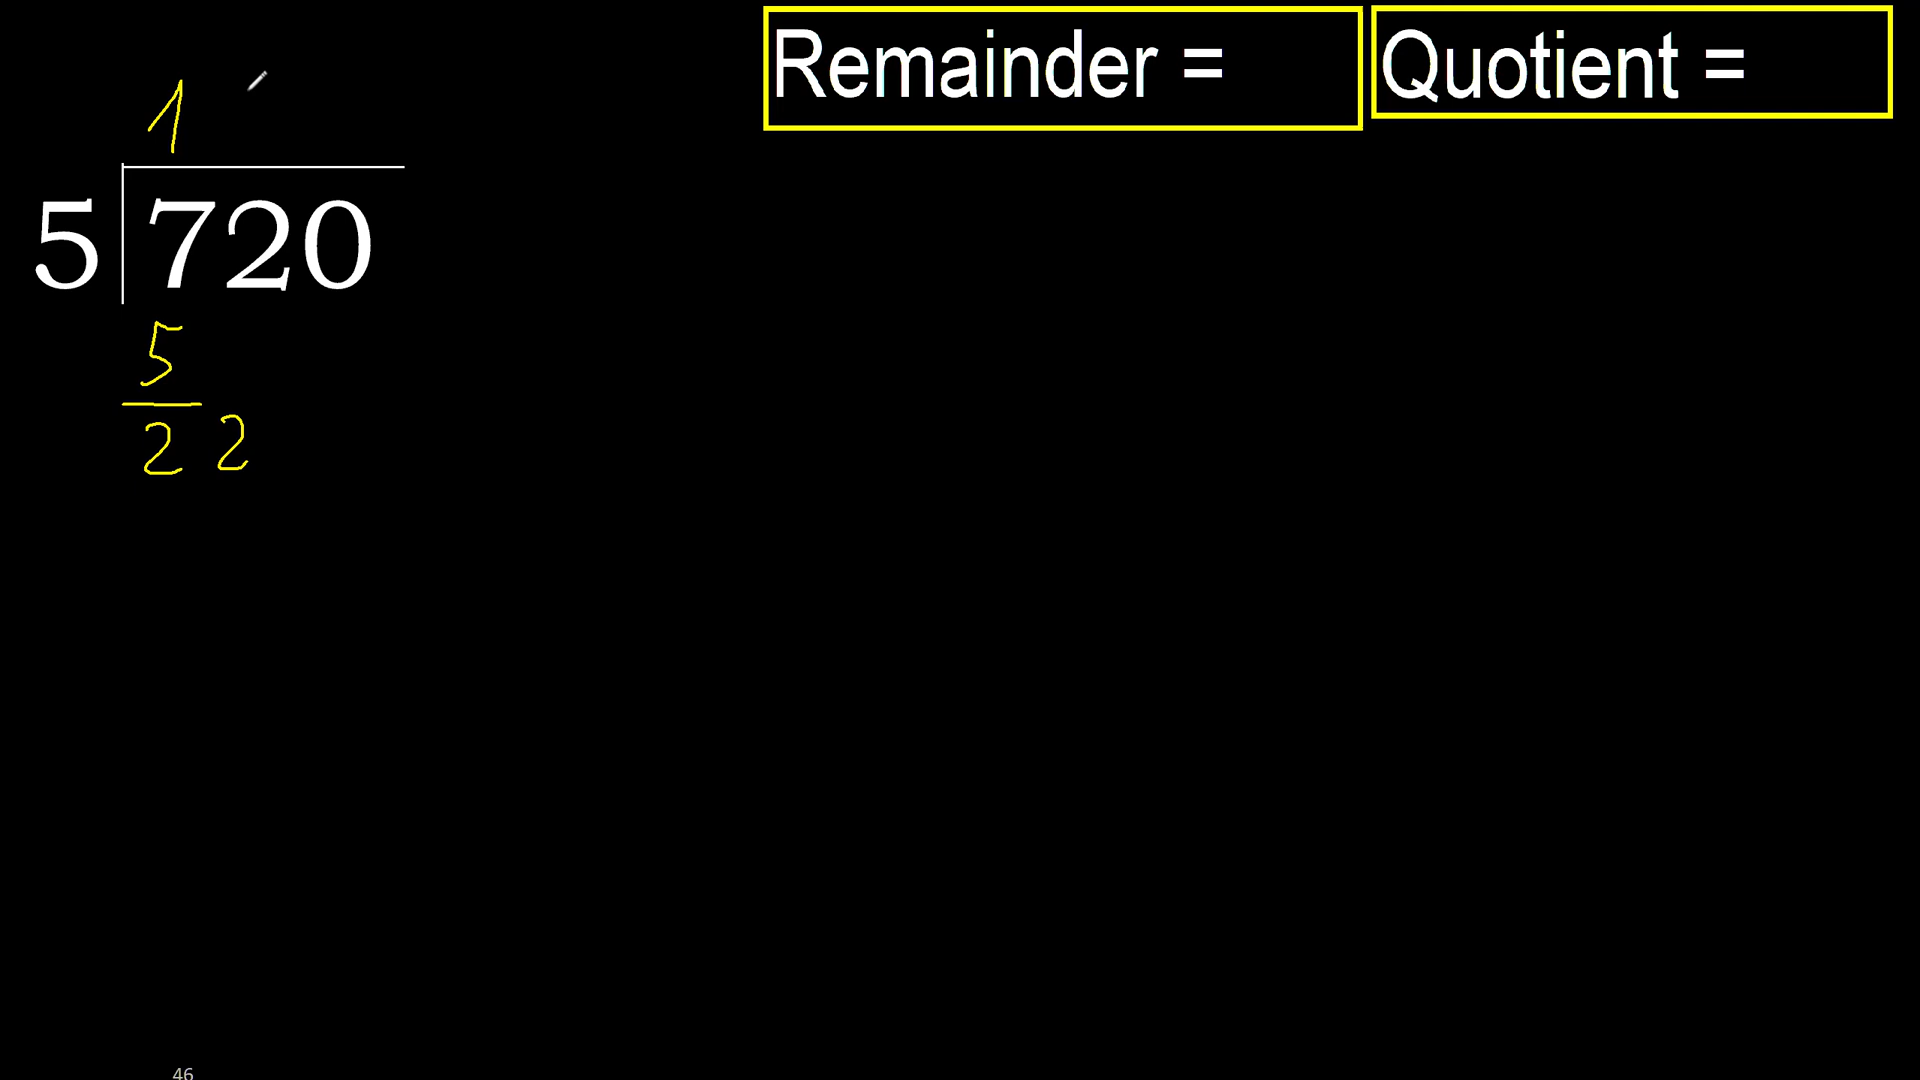 Remainder =
Quotient =
1
5 720
5
2 2
46